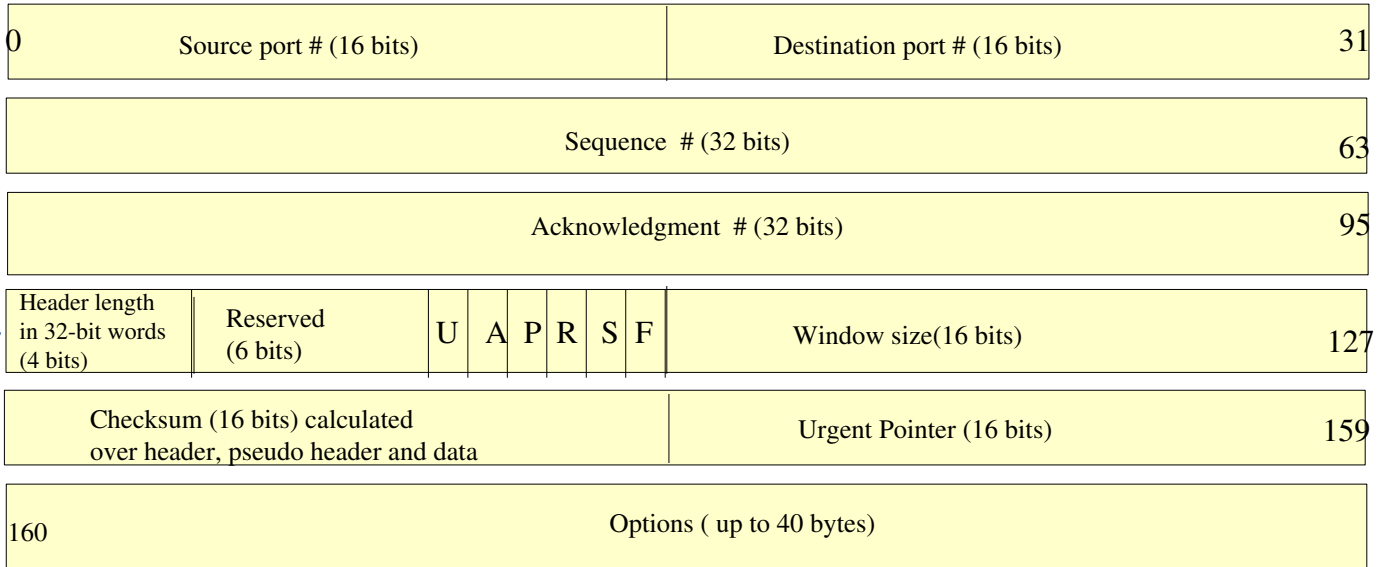 0
Source port # (16 bits)
Destination port # (16 bits)
31
Sequence # (32 bits)
63
Acknowledgment # (32 bits)
95
Header length
in 32-bit words
(4 bits)
Reserved
(6 bits)
U A P R S F
Window size(16 bits)
127
Checksum (16 bits) calculated
over header, pseudo header and data
Urgent Pointer (16 bits)
159
160
Options ( up to 40 bytes)